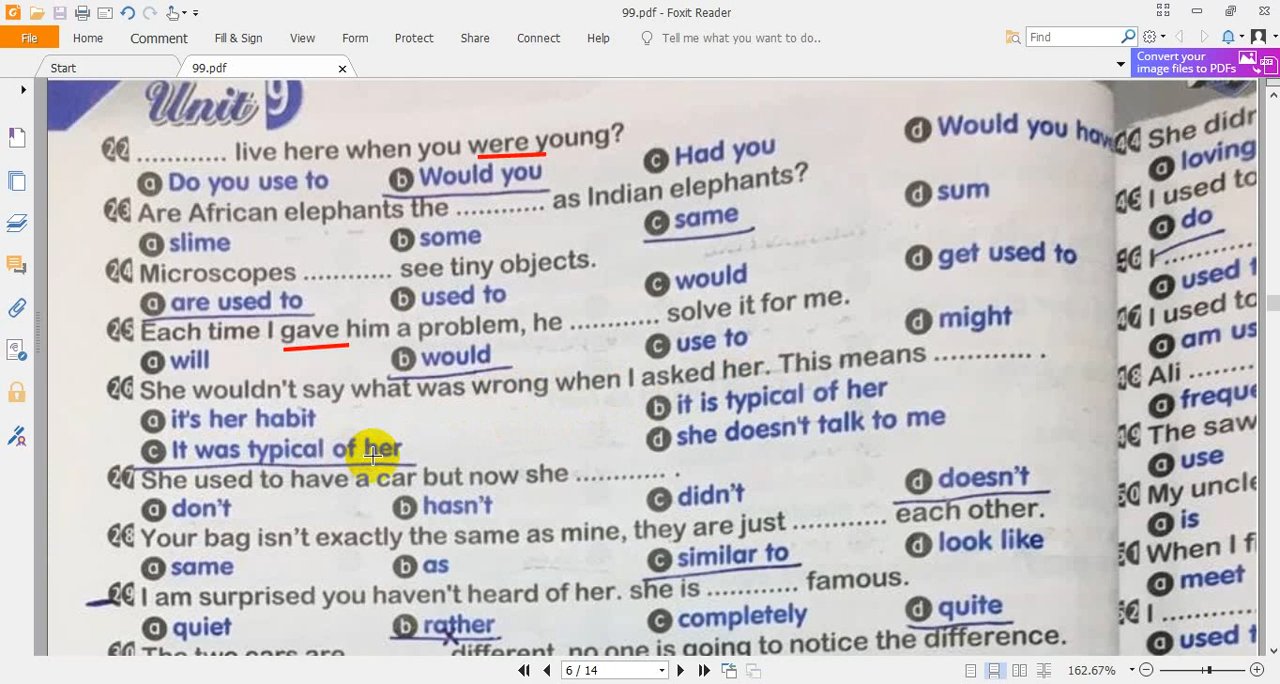 99.pdf - Foxit Reader
File Home Comment Fill & Sign View Form Protect Share Connect Help Tell me what you want to do.. Find
Convert your
image files to PDFs
Start 99.pdf
Unit 9
22 ............ live here when you were young?
a Do you use to b Would you c Had you d Would you have
23 Are African elephants the ............ as Indian elephants?
a slime b some c same d sum
24 Microscopes ............ see tiny objects.
a are used to b used to c would d get used to
25 Each time I gave him a problem, he ............ solve it for me.
a will b would c use to d might
26 She wouldn't say what was wrong when I asked her. This means ............ .
a it's her habit b it is typical of her
c It was typical of her d she doesn't talk to me
27 She used to have a car but now she ............ .
a don't b hasn't c didn't d doesn't
28 Your bag isn't exactly the same as mine, they are just ............ each other.
a same b as c similar to d look like
29 I am surprised you haven't heard of her. she is ............ famous.
a quiet b rather c completely d quite
30 The two cars are different, no one is going to notice the difference.
44 She didn
a loving
45 I used to
a do
46 I
a used t
47 I used to
a am us
48 Ali
a freque
49 The saw
a use
50 My uncle
a is
51 When I f
a meet
52 I
a used t
6 / 14
162.67%